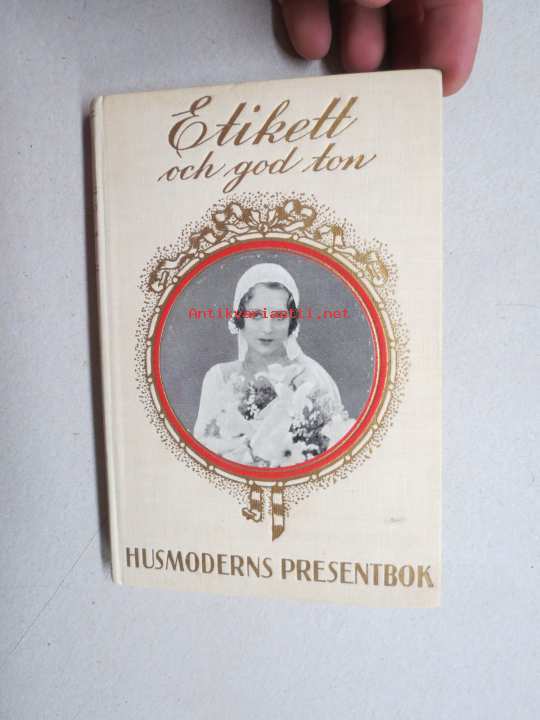 Etikett
och god ton
Antikvariaatti.net
HUSMODERNS PRESENTBOK